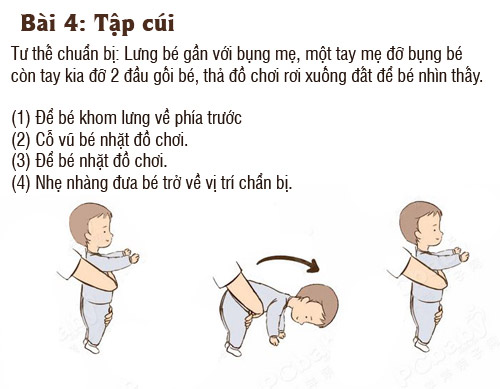 Bài 4: Tập cúi
Tư thế chuẩn bị: Lưng bé gần với bụng mẹ, một tay mẹ đỡ bụng bé
còn tay kia đỡ 2 đầu gối bé, thả đồ chơi rơi xuống đất để bé nhìn thấy.
(1) Để bé khom lưng về phía trước
(2) Cỗ vũ bé nhặt đồ chơi.
(3) Để bé nhặt đồ chơi.
(4) Nhẹ nhàng đưa bé trở về vị trí chẩn bị.